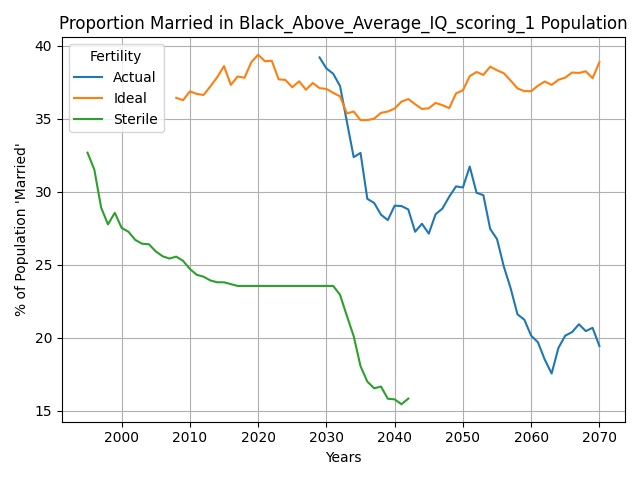 Proportion Married in Black_Above_Average_IQ_scoring_1 Population
Fertility
Actual
Ideal
Sterile
% of Population 'Married'
40
35
30
25
20
15
2000
2010
2020
2030
2040
2050
2060
2070
Years